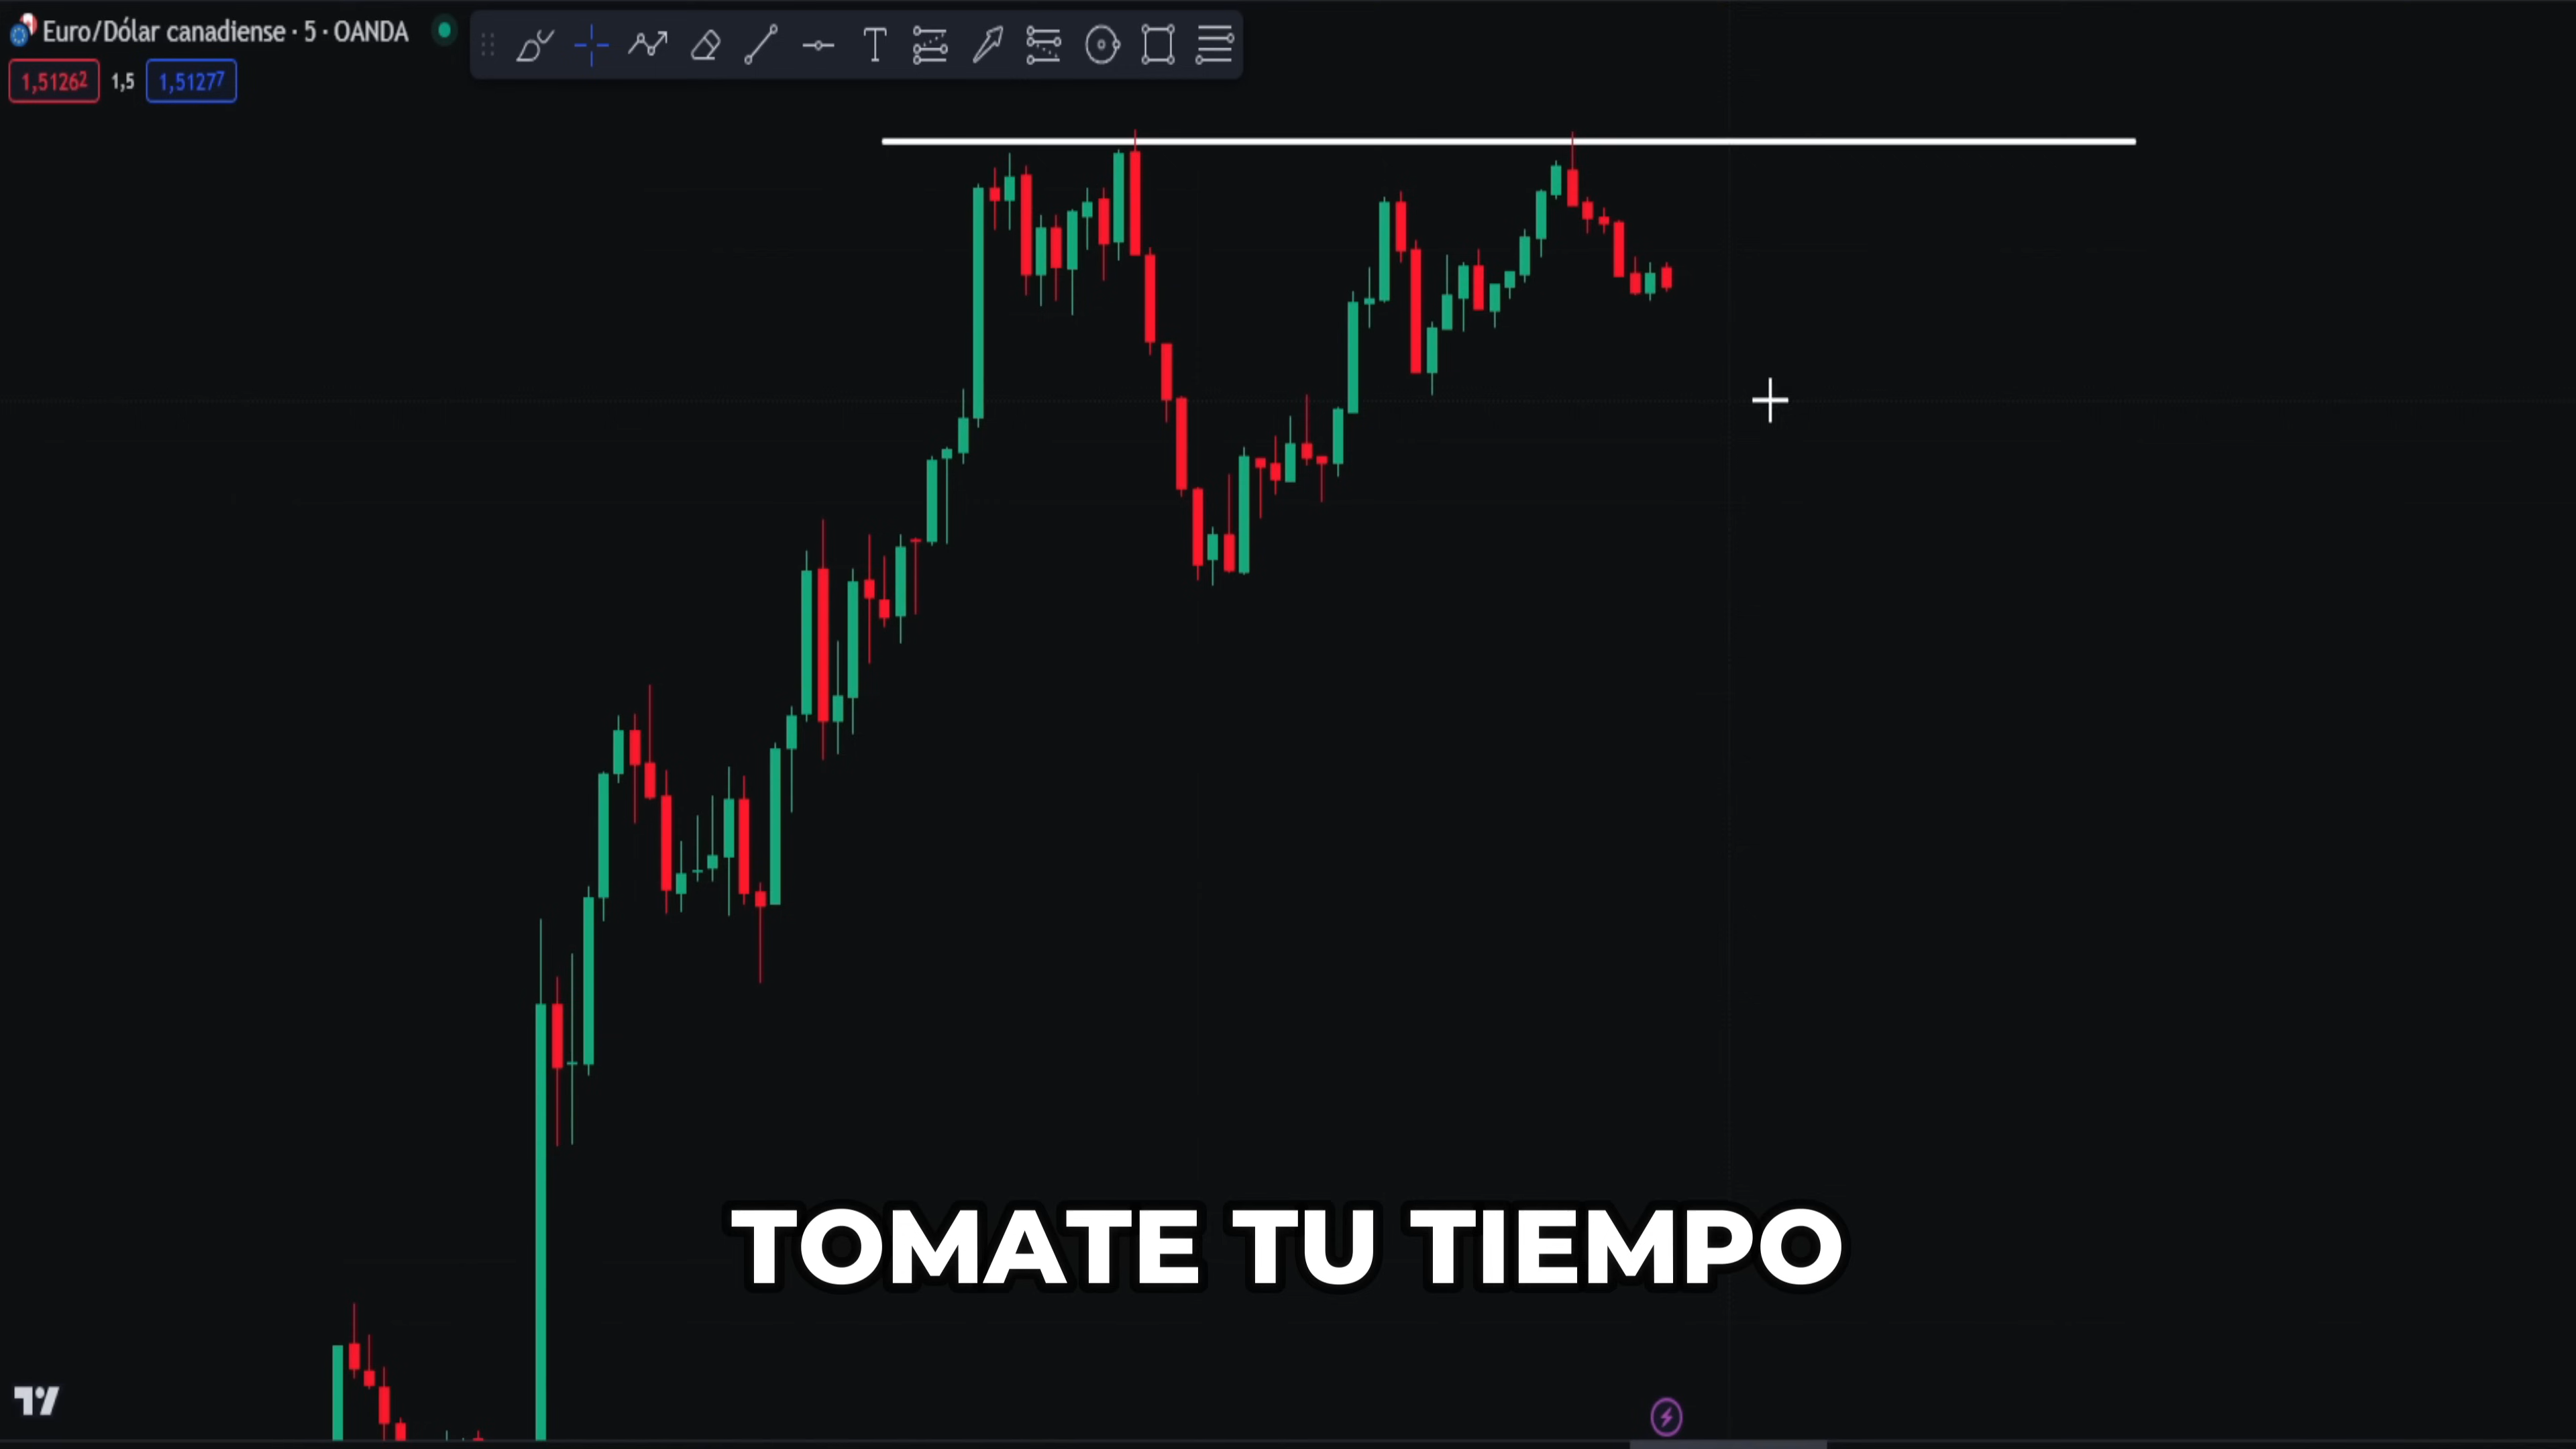 Euro/Dólar canadiense · 5 · OANDA
1,51262 1,5 1,51277
T
TOMATE TU TIEMPO